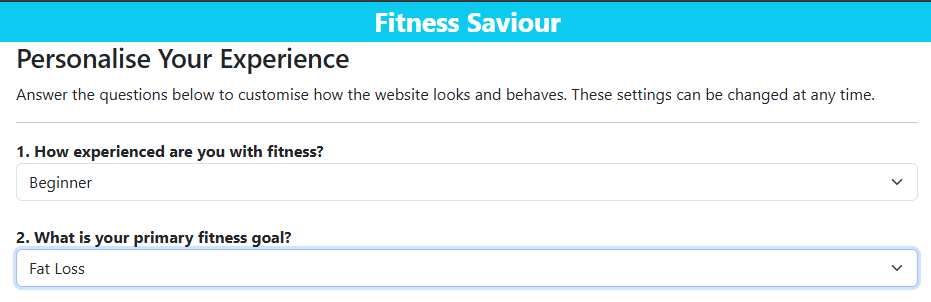 Fitness Saviour
Personalise Your Experience
Answer the questions below to customise how the website looks and behaves. These settings can be changed at any time.
1. How experienced are you with fitness?
Beginner
2. What is your primary fitness goal?
Fat Loss